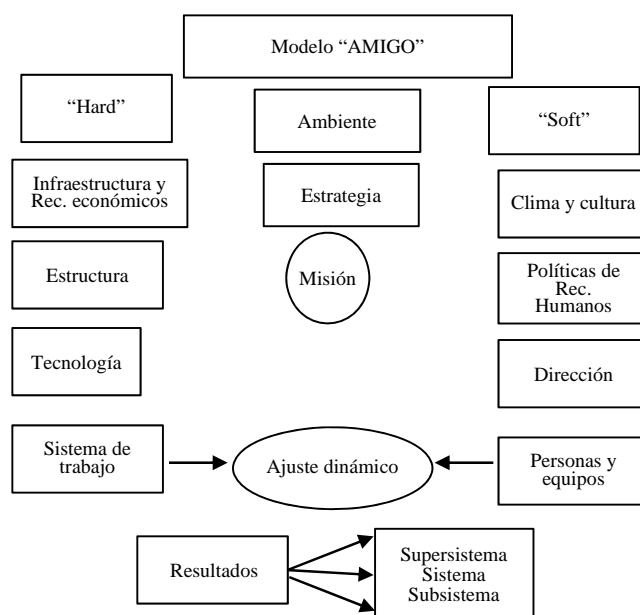 Modelo “AMIGO”
“Hard”
Ambiente
“Soft”
Infraestructura y
Rec. económicos
Estrategia
Clima y cultura
Estructura
Misión
Políticas de
Rec.
Humanos
Tecnología
Dirección
Sistema de
trabajo
Ajuste dinámico
Personas y
equipos
Resultados
Supersistema
Sistema
Subsistema